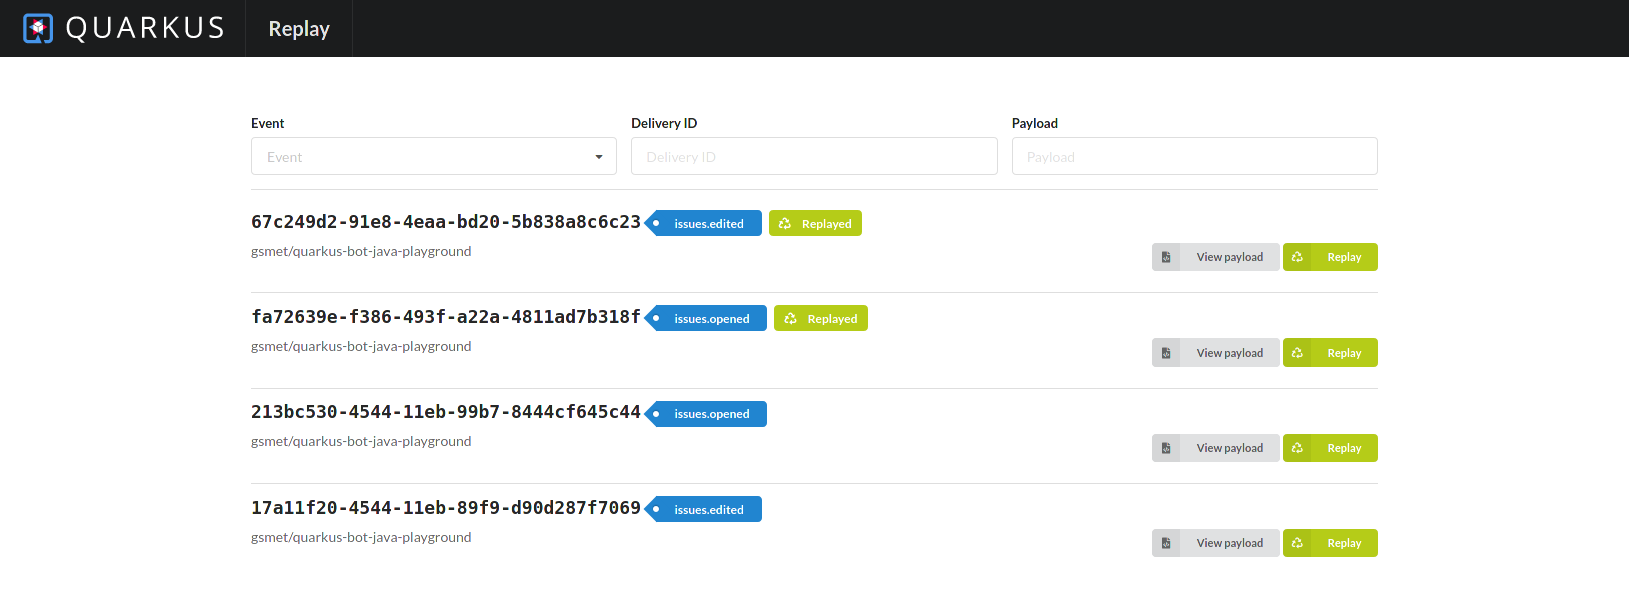 QUARKUS Replay
Event Delivery ID Payload
Event Delivery ID Payload
67c249d2-91e8-4eaa-bd20-5b838a8c6c23 issues.edited Replayed
gsmet/quarkus-bot-java-playground
View payload Replay
fa72639e-f386-493f-a22a-4811ad7b318f issues.opened Replayed
gsmet/quarkus-bot-java-playground
View payload Replay
213bc530-4544-11eb-99b7-8444cf645c44 issues.opened
gsmet/quarkus-bot-java-playground
View payload Replay
17a11f20-4544-11eb-89f9-d90d287f7069 issues.edited
gsmet/quarkus-bot-java-playground
View payload Replay